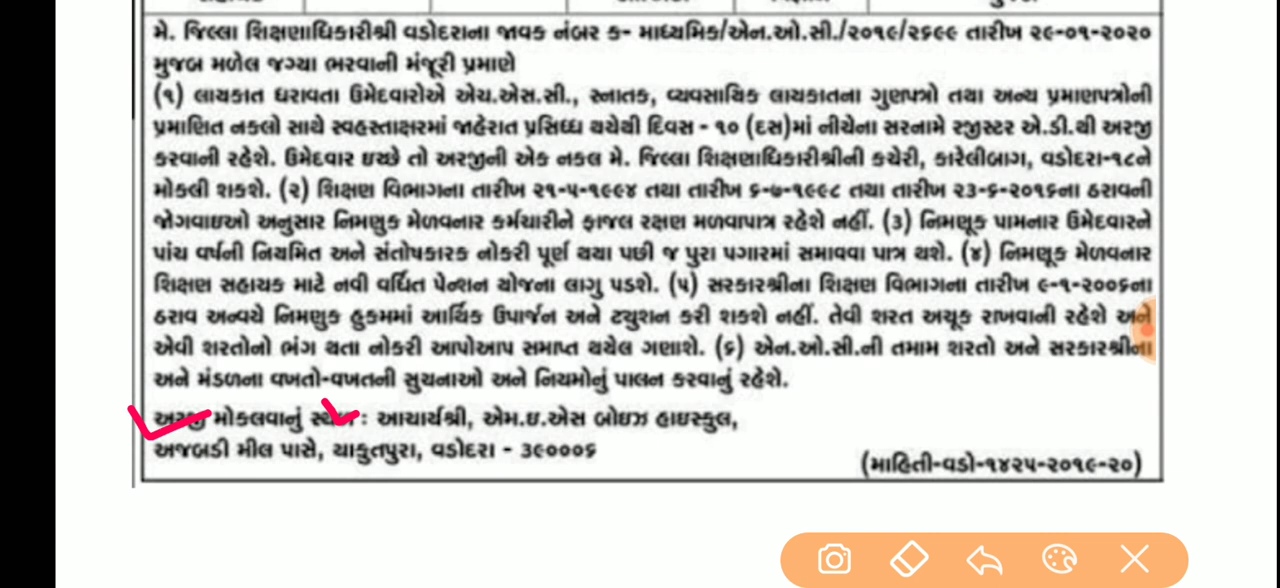 મે. જિલ્લા શિક્ષણાધિકારીશ્રી વડોદરાના જાવક નંબર ક- માધ્યમિક/એન.ઓ.સી./૨૦૧૯/૨૬૯૯ તારીખ ૨૯-૦૧-૨૦૨૦
મુજબ મળેલ જગ્યા ભરવાની મંજૂરી પ્રમાણે
(૧) લાયકાત ધરાવતા ઉમેદવારોએ એચ.એસ.સી., સ્નાતક, વ્યવસાયિક લાયકાતના ગુણપત્રો તથા અન્ય પ્રમાણપત્રોની
પ્રમાણિત નકલો સાથે સ્વહસ્તાક્ષરમાં જાહેરાત પ્રસિધ્ધ થયેથી દિવસ - ૧૦ (દસ)માં નીચેના સરનામે રજીસ્ટર એ.ડી.થી અરજી
કરવાની રહેશે. ઉમેદવાર ઇચ્છે તો અરજીની એક નકલ મે. જિલ્લા શિક્ષણાધિકારીશ્રીની કચેરી, કારેલીબાગ, વડોદરા-૧૮ને
મોકલી શકશે. (૨) શિક્ષણ વિભાગના તારીખ ૨૧-૫-૧૯૯૪ તથા તારીખ ૬-૭-૧૯૯૮ તથા તારીખ ૨૩-૬-૨૦૧૬ના ઠરાવની
જોગવાઇઓ અનુસાર નિમણુક મેળવનાર કર્મચારીને ફાજલ રક્ષણ મળવાપાત્ર રહેશે નહીં. (૩) નિમણૂક પામનાર ઉમેદવારને
પાંચ વર્ષની નિયમિત અને સંતોષકારક નોકરી પૂર્ણ થયા પછી જ પુરા પગારમાં સમાવવા પાત્ર થશે. (૪) નિમણૂક મેળવનાર
શિક્ષણ સહાયક માટે નવી વર્ધિત પેન્શન યોજના લાગુ પડશે. (૫) સરકારશ્રીના શિક્ષણ વિભાગના તારીખ ૯-૧-૨૦૦૬ના
ઠરાવ અન્વયે નિમણુક હુકમમાં આર્થિક ઉપાર્જન અને ટયુશન કરી શકશે નહીં. તેવી શરત અચૂક રાખવાની રહેશે અને
એવી શરતોનો ભંગ થતા નોકરી આપોઆપ સમાપ્ત થયેલ ગણાશે. (૬) એન.ઓ.સી.ની તમામ શરતો અને સરકારશ્રીના
અને મંડળના વખતો-વખતની સુચનાઓ અને નિયમોનું પાલન કરવાનું રહેશે.
અરજી મોકલવાનું સ્થળ : આચાર્યશ્રી, એમ.ઇ.એસ બોઇઝ હાઇસ્કુલ,
અજબડી મીલ પાસે, યાકુતપુરા, વડોદરા - ૩૯૦૦૦૬
(માહિતી-વડો-૧૪૨૫-૨૦૧૯-૨૦)